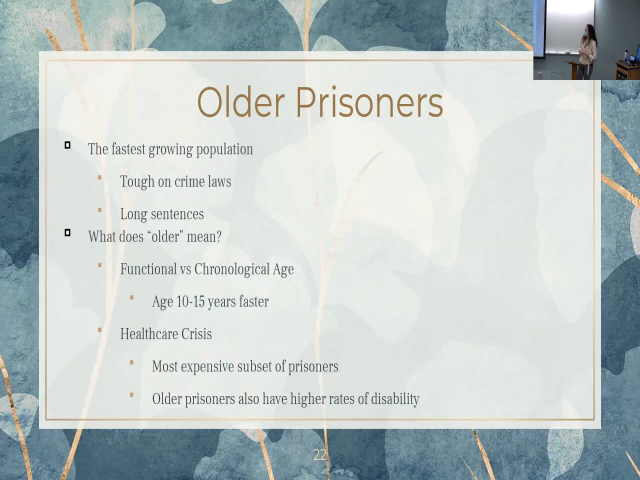 Older Prisoners
The fastest growing population
Tough on crime laws
Long sentences
What does “older” mean?
Functional vs Chronological Age
Age 10-15 years faster
Healthcare Crisis
Most expensive subset of prisoners
Older prisoners also have higher rates of disability
22